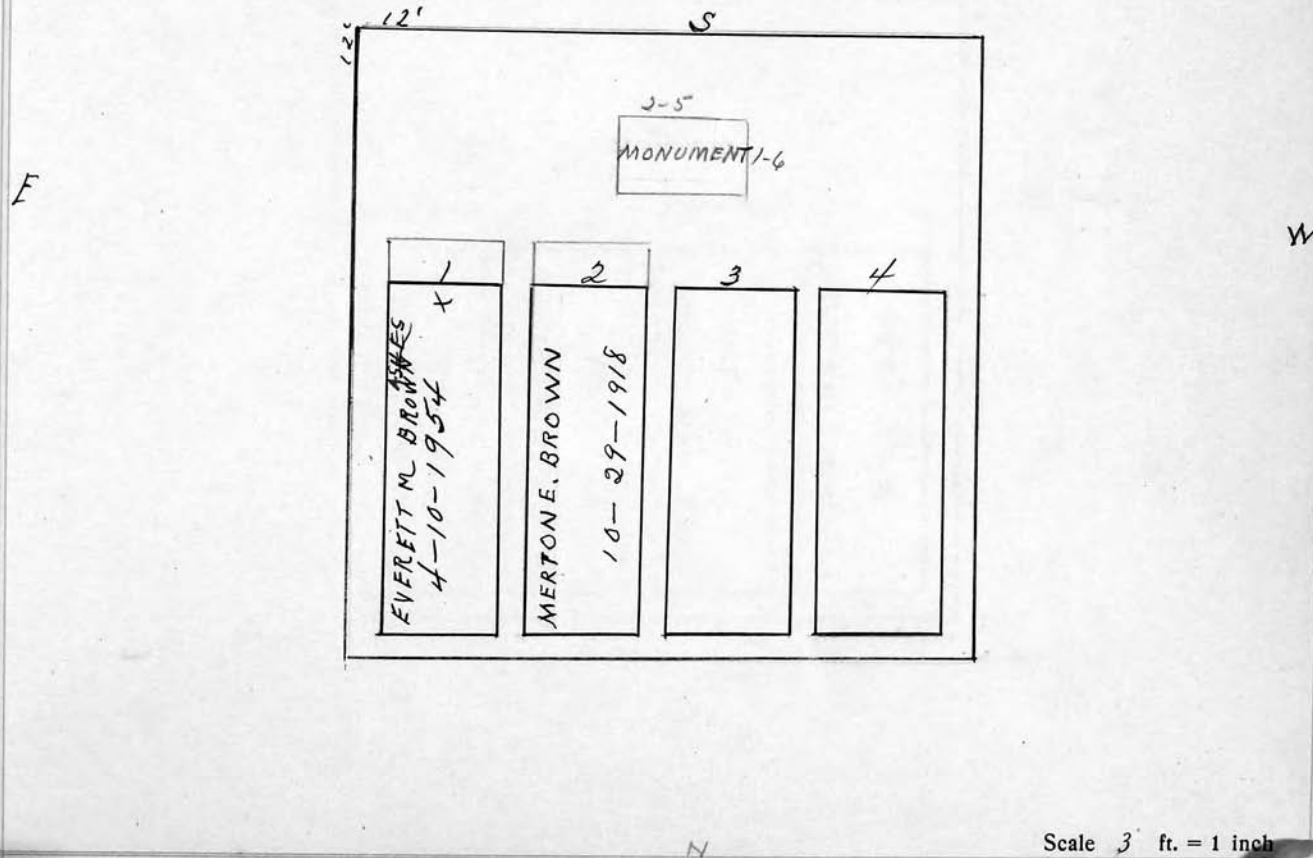 12' S
12'
2-5
MONUMENT 1-6
E
W
1 2 3 4
X
ASHES
EVERETT M BROWN
4-10-1954
MERTON E. BROWN
10-29-1918
N
Scale 3 ft. = 1 inch